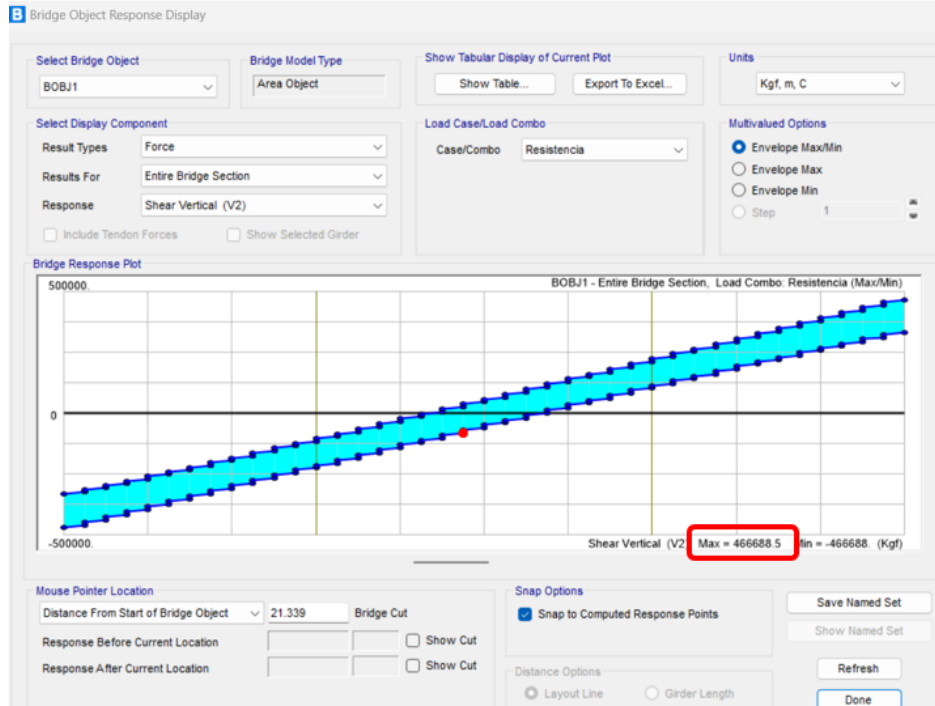 B Bridge Object Response Display
Select Bridge Object
BOBJ1
Bridge Model Type
Area Object
Show Tabular Display of Current Plot
Show Table...
Export To Excel...
Units
Kgf, m, C
Select Display Component
Result Types Force
Results For Entire Bridge Section
Response Shear Vertical (V2)
Include Tendon Forces Show Selected Girder
Load Case/Load Combo
Case/Combo Resistencia
Multivalued Options
Envelope Max/Min
Envelope Max
Envelope Min
Step 1
Bridge Response Plot
500000. BOBJ1 - Entire Bridge Section, Load Combo: Resistencia (Max/Min)
0
-500000. Shear Vertical (V2) Max = 466688.5 Min = -466688. (Kgf)
Mouse Pointer Location
Distance From Start of Bridge Object 21.339 Bridge Cut
Response Before Current Location Show Cut
Response After Current Location Show Cut
Snap Options
Snap to Computed Response Points
Distance Options
Layout Line Girder Length
Save Named Set
Show Named Set
Refresh
Done